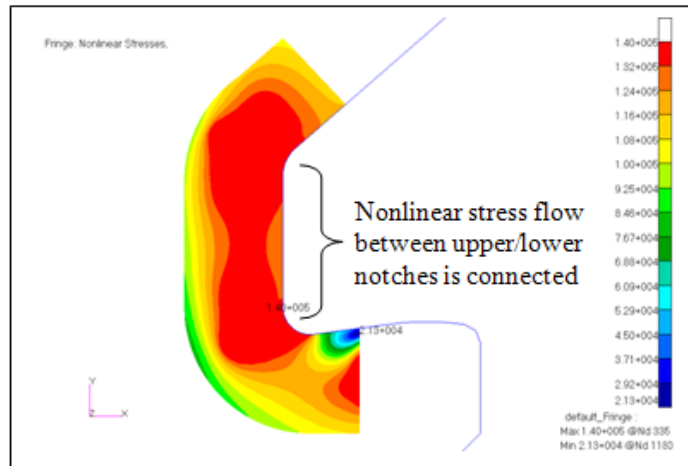 Fringe: Nonlinear Stresses,
1.40+005
1.32+005
1.24+005
1.16+005
1.08+005
1.00+005
9.25+004
8.46+004
7.67+004
6.88+004
6.09+004
5.29+004
4.50+004
3.71+004
2.92+004
2.13+004
Nonlinear stress flow
between upper/lower
notches is connected
1.40+005
2.13+004
Y
Z X
default_Fringe :
Max 1.40+005 @Nd 335
Min 2.13+004 @Nd 1180